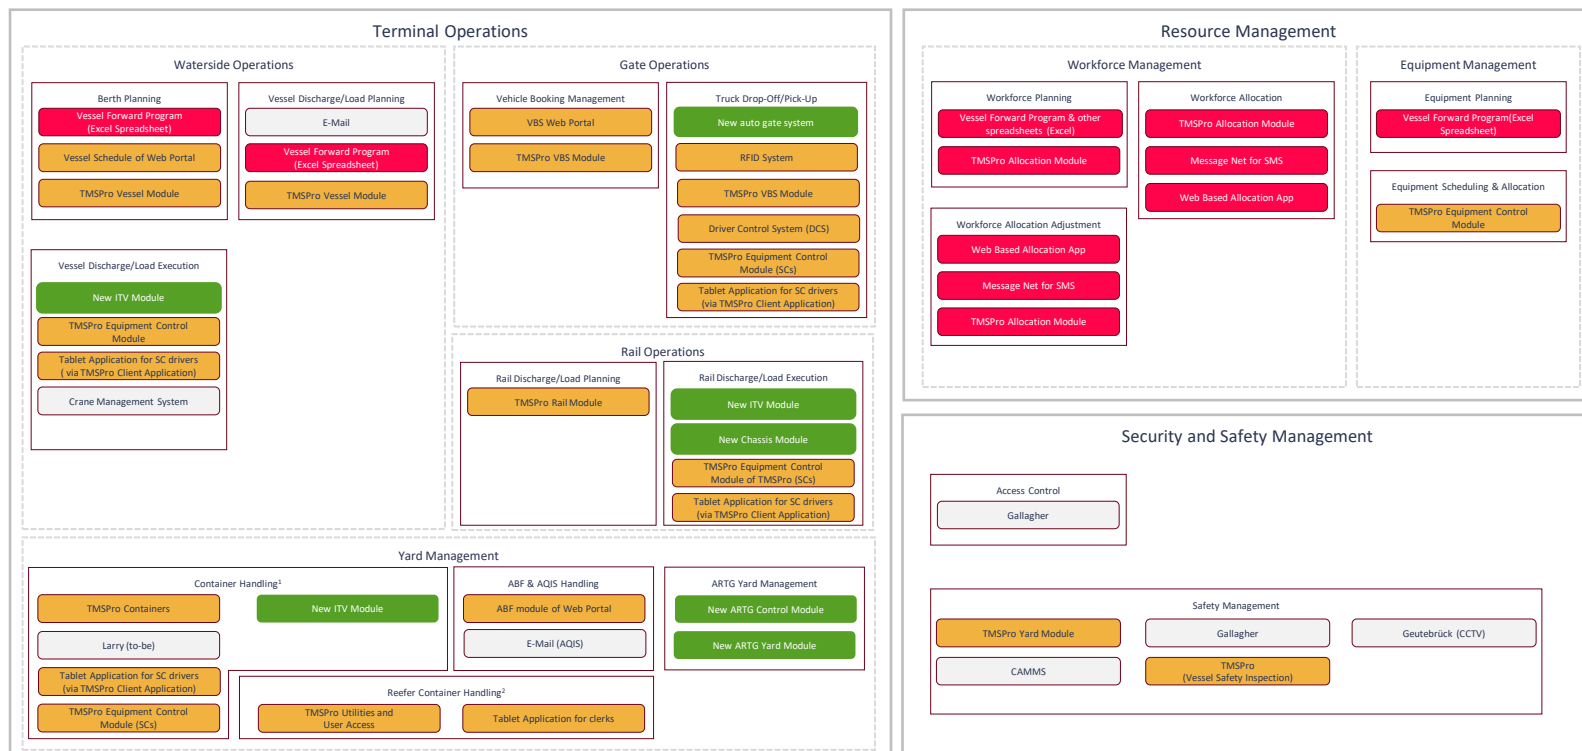 Terminal Operations
Waterside Operations
Berth Planning
Vessel Forward Program
(Excel Spreadsheet)
Vessel Schedule of Web Portal
TMSPro Vessel Module
Vessel Discharge/Load Planning
E-Mail
Vessel Forward Program
(Excel Spreadsheet)
TMSPro Vessel Module
Vessel Discharge/Load Execution
New ITV Module
TMSPro Equipment Control
Module
Tablet Application for SC drivers
( via TMSPro Client Application)
Crane Management System
Gate Operations
Vehicle Booking Management
VBS Web Portal
TMSPro VBS Module
Truck Drop-Off/Pick-Up
New auto gate system
RFID System
TMSPro VBS Module
Driver Control System (DCS)
TMSPro Equipment Control
Module (SCs)
Tablet Application for SC drivers
(via TMSPro Client Application)
Rail Operations
Rail Discharge/Load Planning
TMSPro Rail Module
Rail Discharge/Load Execution
New ITV Module
New Chassis Module
TMSPro Equipment Control
Module of TMSPro (SCs)
Tablet Application for SC drivers
(via TMSPro Client Application)
Yard Management
Container Handling¹
TMSPro Containers
New ITV Module
Larry (to-be)
Tablet Application for SC drivers
(via TMSPro Client Application)
TMSPro Equipment Control
Module (SCs)
ABF & AQIS Handling
ABF module of Web Portal
E-Mail (AQIS)
ARTG Yard Management
New ARTG Control Module
New ARTG Yard Module
Reefer Container Handling²
TMSPro Utilities and
User Access
Tablet Application for clerks
Resource Management
Workforce Management
Workforce Planning
Vessel Forward Program & other
spreadsheets (Excel)
TMSPro Allocation Module
Workforce Allocation
TMSPro Allocation Module
Message Net for SMS
Web Based Allocation App
Workforce Allocation Adjustment
Web Based Allocation App
Message Net for SMS
TMSPro Allocation Module
Equipment Management
Equipment Planning
Vessel Forward Program(Excel
Spreadsheet)
Equipment Scheduling & Allocation
TMSPro Equipment Control
Module
Security and Safety Management
Access Control
Gallagher
Safety Management
TMSPro Yard Module
Gallagher
Geutebrück (CCTV)
CAMMS
TMSPro
(Vessel Safety Inspection)